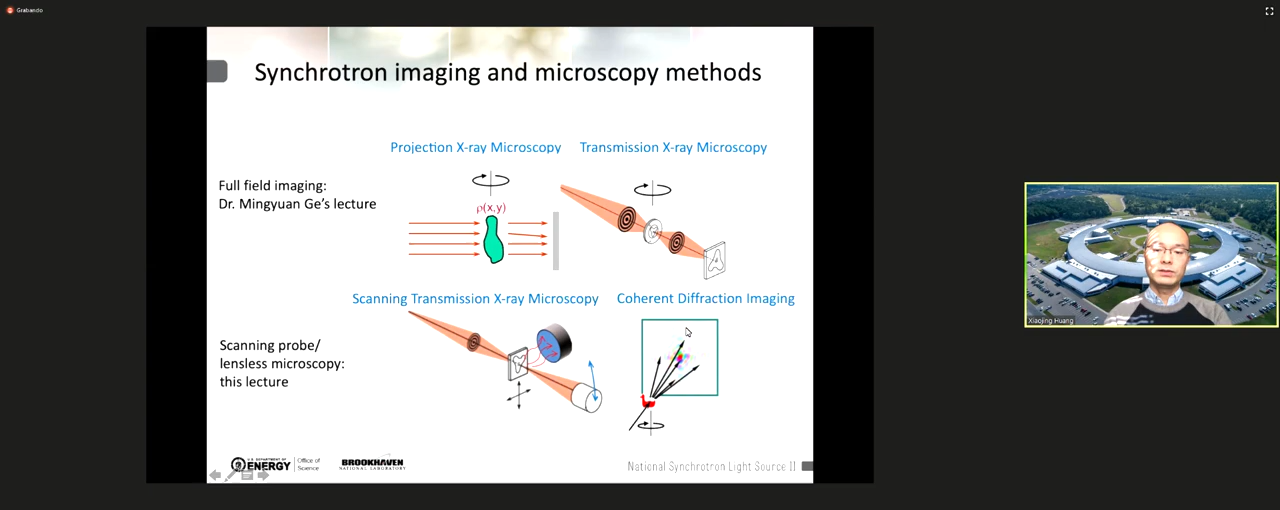 Grabando
Synchrotron imaging and microscopy methods
Projection X-ray Microscopy
Transmission X-ray Microscopy
Full field imaging:
Dr. Mingyuan Ge's lecture
ρ(x,y)
Scanning Transmission X-ray Microscopy
Coherent Diffraction Imaging
Scanning probe/
lensless microscopy:
this lecture
Xiaojing Huang
U.S. DEPARTMENT OF
ENERGY
Office of
Science
BROOKHAVEN
NATIONAL LABORATORY
National Synchrotron Light Source II